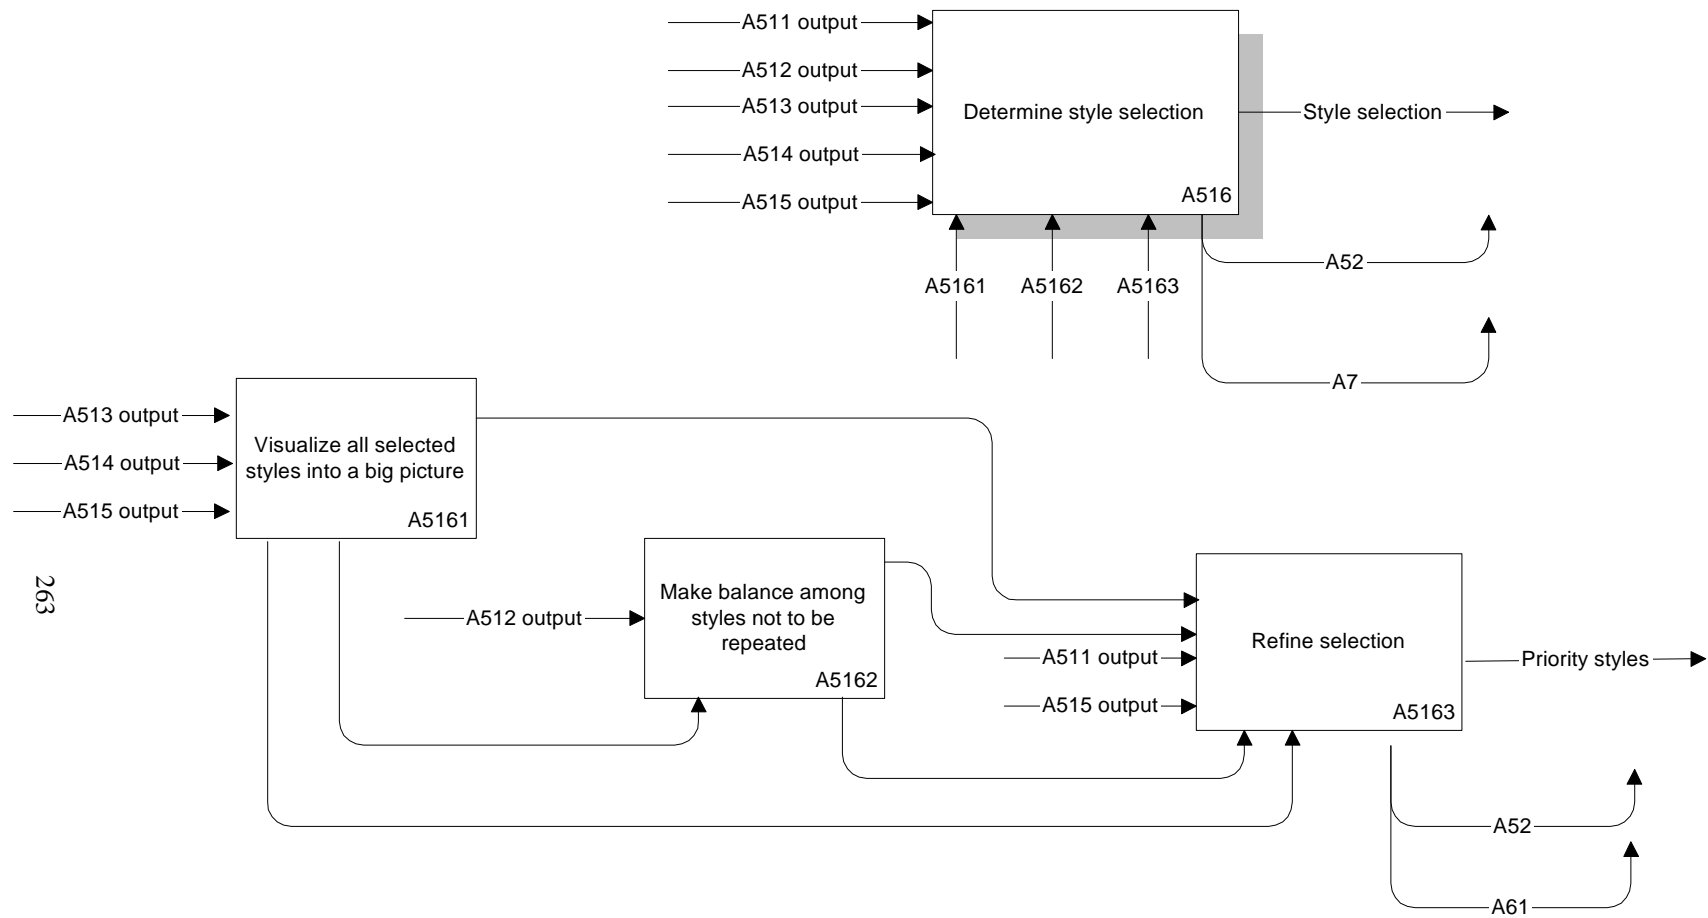 A511 output
A512 output
A513 output
A514 output
A515 output
Determine style selection
A516
Style selection
A5161
A5162
A5163
A52
A7
A513 output
A514 output
A515 output
Visualize all selected
styles into a big picture
A5161
A512 output
Make balance among
styles not to be
repeated
A5162
A511 output
A515 output
Refine selection
A5163
Priority styles
A52
A61
263